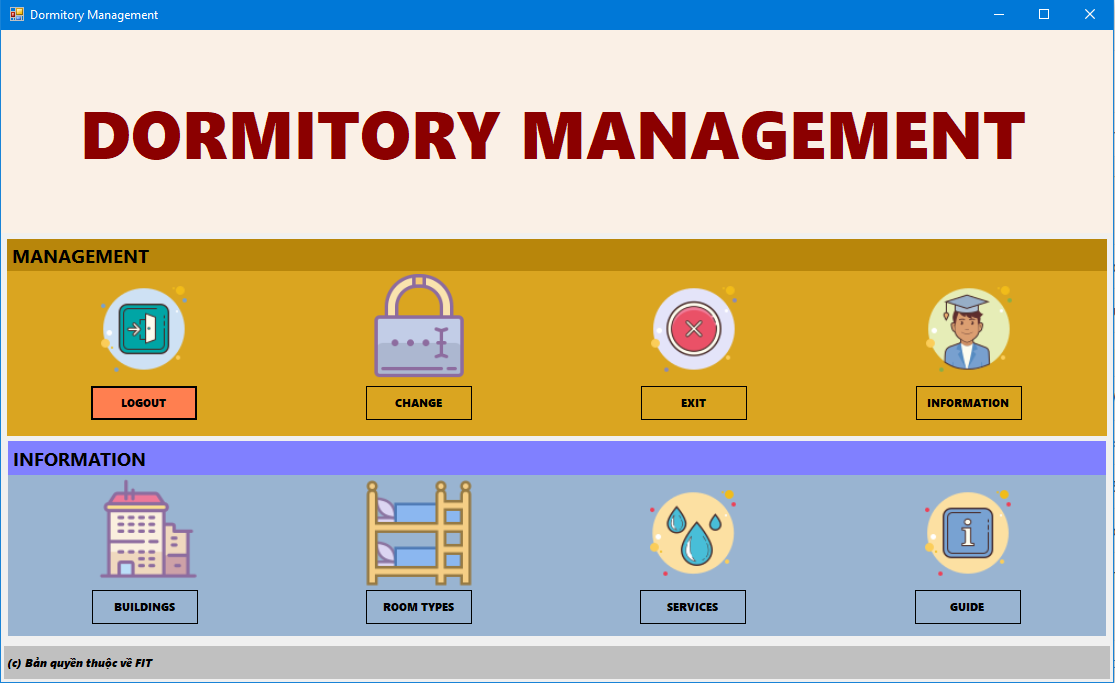 Dormitory Management
DORMITORY MANAGEMENT
MANAGEMENT
LOGOUT
CHANGE
EXIT
INFORMATION
INFORMATION
BUILDINGS
ROOM TYPES
SERVICES
GUIDE
(c) Bản quyền thuộc về FIT